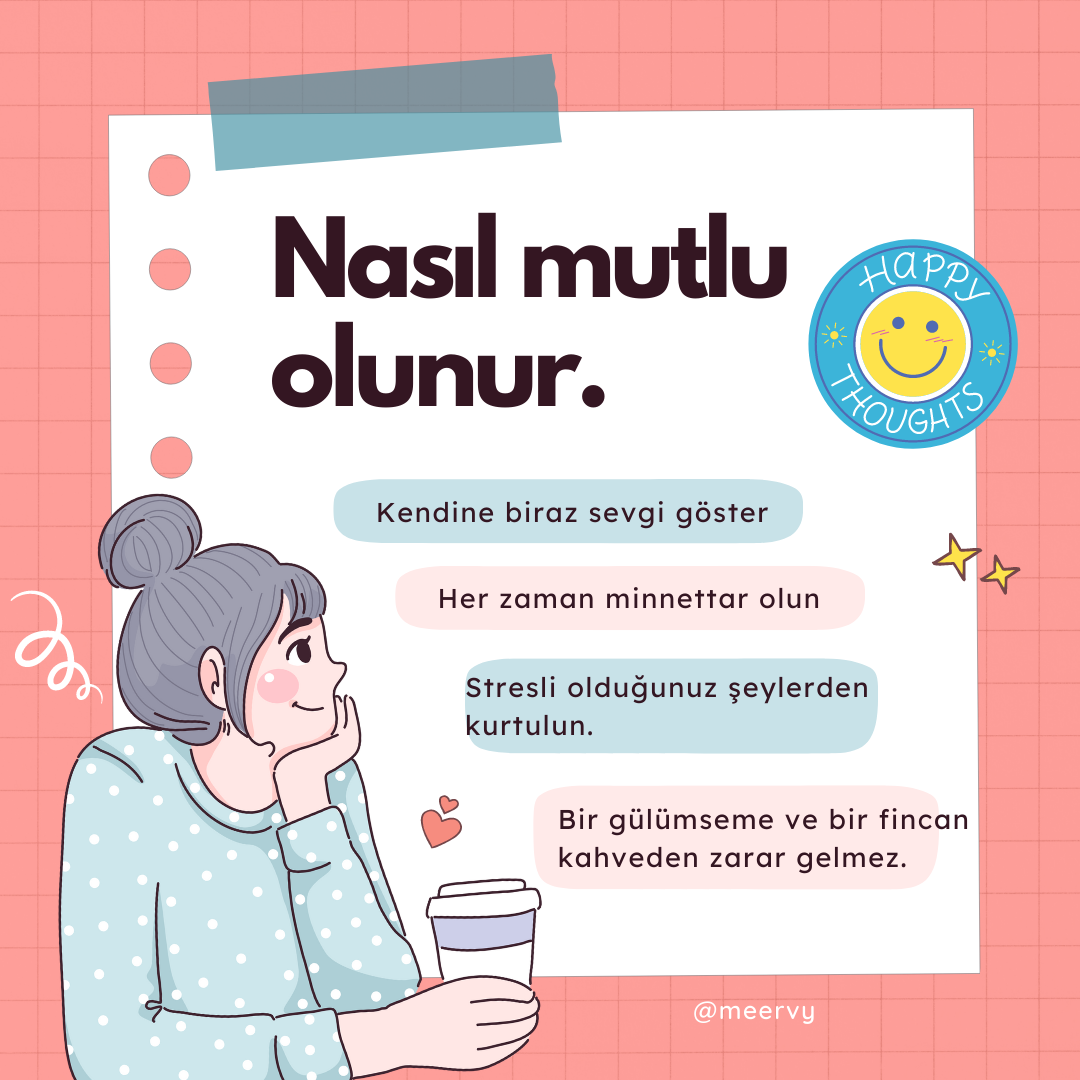 Nasıl mutlu
olunur.
HAPPY
THOUGHTS
Kendine biraz sevgi göster
Her zaman minnettar olun
Stresli olduğunuz şeylerden
kurtulun.
Bir gülümseme ve bir fincan
kahveden zarar gelmez.
@meervy